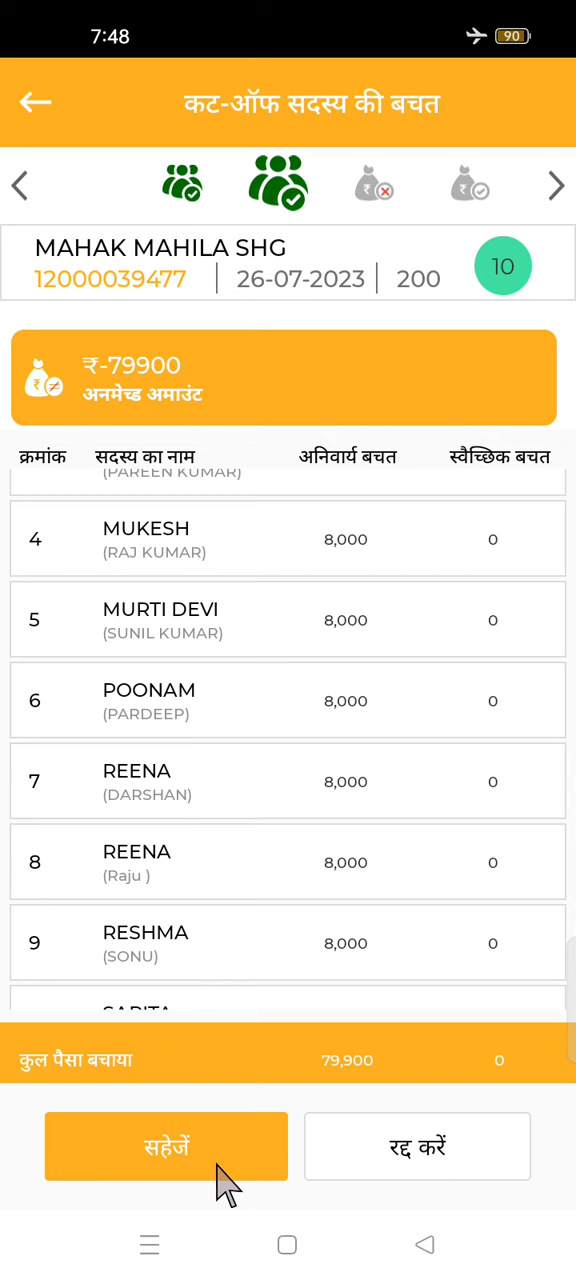 7:48
90
कट-ऑफ सदस्य की बचत
MAHAK MAHILA SHG
12000039477 | 26-07-2023 | 200
10
₹-79900
अनमेच्ड अमाउंट
क्रमांक सदस्य का नाम अनिवार्य बचत स्वैच्छिक बचत
(PAREEN KUMAR)
4 MUKESH 8,000 0
(RAJ KUMAR)
5 MURTI DEVI 8,000 0
(SUNIL KUMAR)
6 POONAM 8,000 0
(PARDEEP)
7 REENA 8,000 0
(DARSHAN)
8 REENA 8,000 0
(Raju )
9 RESHMA 8,000 0
(SONU)
कुल पैसा बचाया 79,900 0
सहेजें रद्द करें